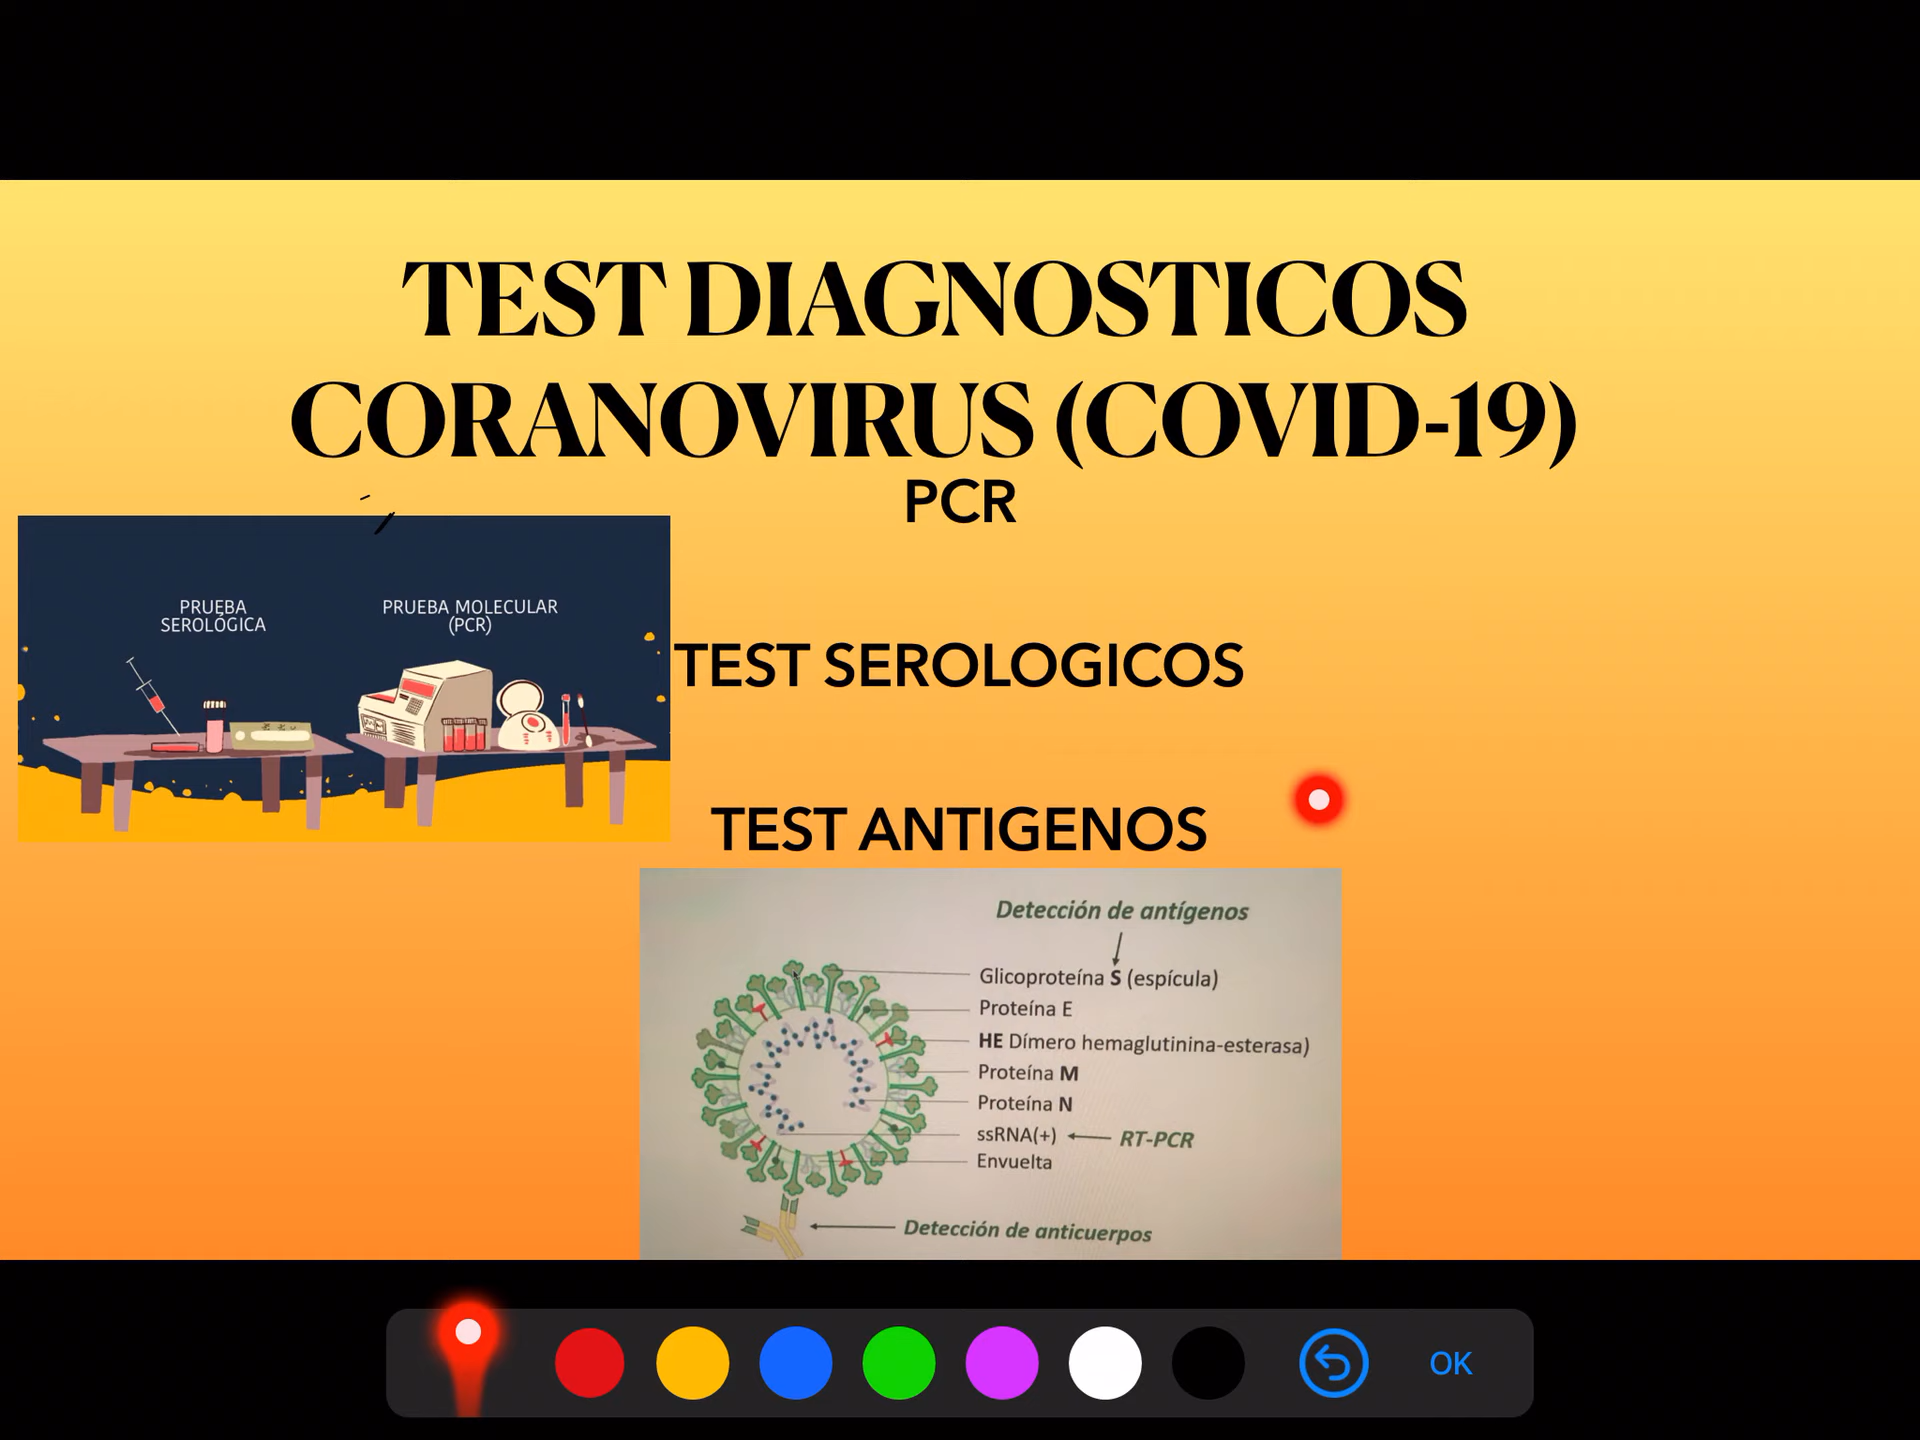 TEST DIAGNOSTICOS
CORANOVIRUS (COVID-19)
PCR
PRUEBA
SEROLÓGICA
PRUEBA MOLECULAR
(PCR)
TEST SEROLOGICOS
TEST ANTIGENOS
Detección de antígenos
Glicoproteína S (espícula)
Proteína E
HE Dímero hemaglutinina-esterasa)
Proteína M
Proteína N
ssRNA(+)
RT-PCR
Envuelta
Detección de anticuerpos
OK